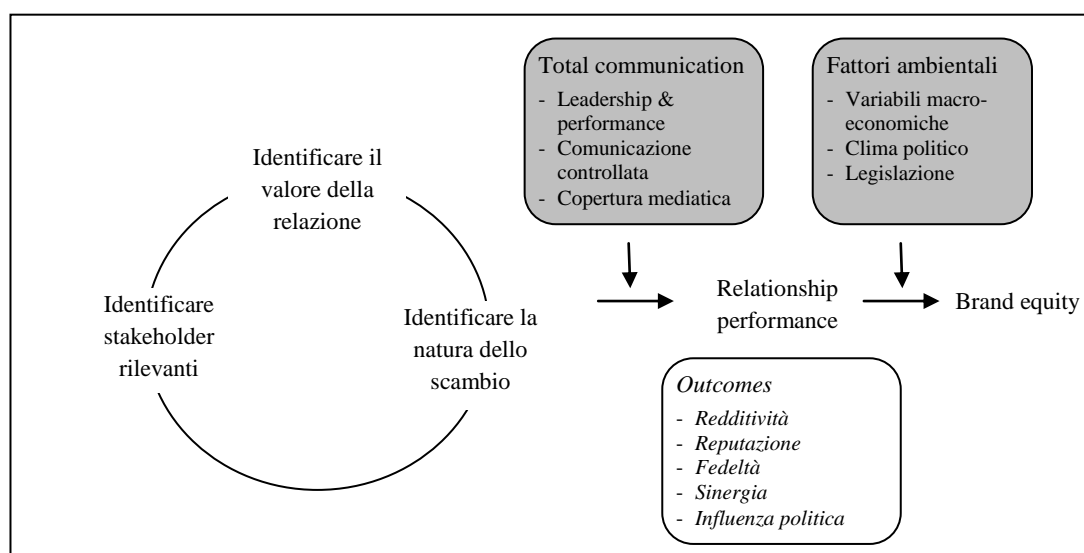 Total communication
- Leadership &
performance
- Comunicazione
controllata
- Copertura mediatica
Fattori ambientali
- Variabili macro-
economiche
- Clima politico
- Legislazione
Identificare il
valore della
relazione
Identificare
stakeholder
rilevanti
Identificare la
natura dello
scambio
Relationship
performance
Brand equity
Outcomes
- Redditività
- Reputazione
- Fedeltà
- Sinergia
- Influenza politica